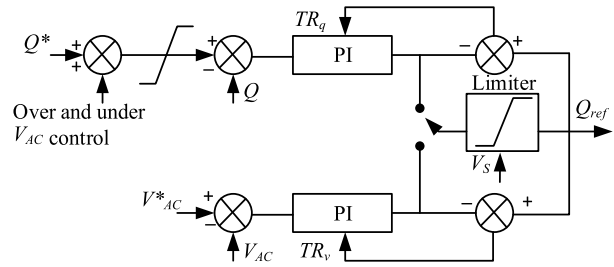 TR_q
Q*
+
+
+
−
PI
−
+
Q
Limiter
Over and under
V_AC control
Q_ref
V_S
V*_AC
+
−
PI
−
+
V_AC
TR_v